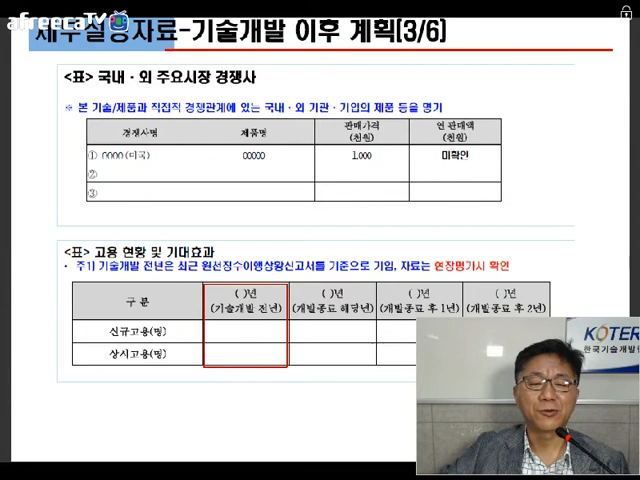 afreecaTV
세부설명자료-기술개발 이후 계획(3/6)
<표> 국내 · 외 주요시장 경쟁사
※ 본 기술/제품과 직접적 경쟁관계에 있는 국내 · 외 기관 · 기업의 제품 등을 명기
경쟁사명 제품명 판매가격 (천원) 연 판매액 (천원)
① 0000 (미국) 00000 1,000 미확인
②
③
<표> 고용 현황 및 기대효과
• 주1) 기술개발 전년은 최근 원천징수이행상황신고서를 기준으로 기입, 자료는 현장평가시 확인
구 분 ( )년 (기술개발 전년) ( )년 (개발종료 해당년) ( )년 (개발종료 후 1년) ( )년 (개발종료 후 2년)
신규고용(명)
상시고용(명)
KOTER
한국기술개발